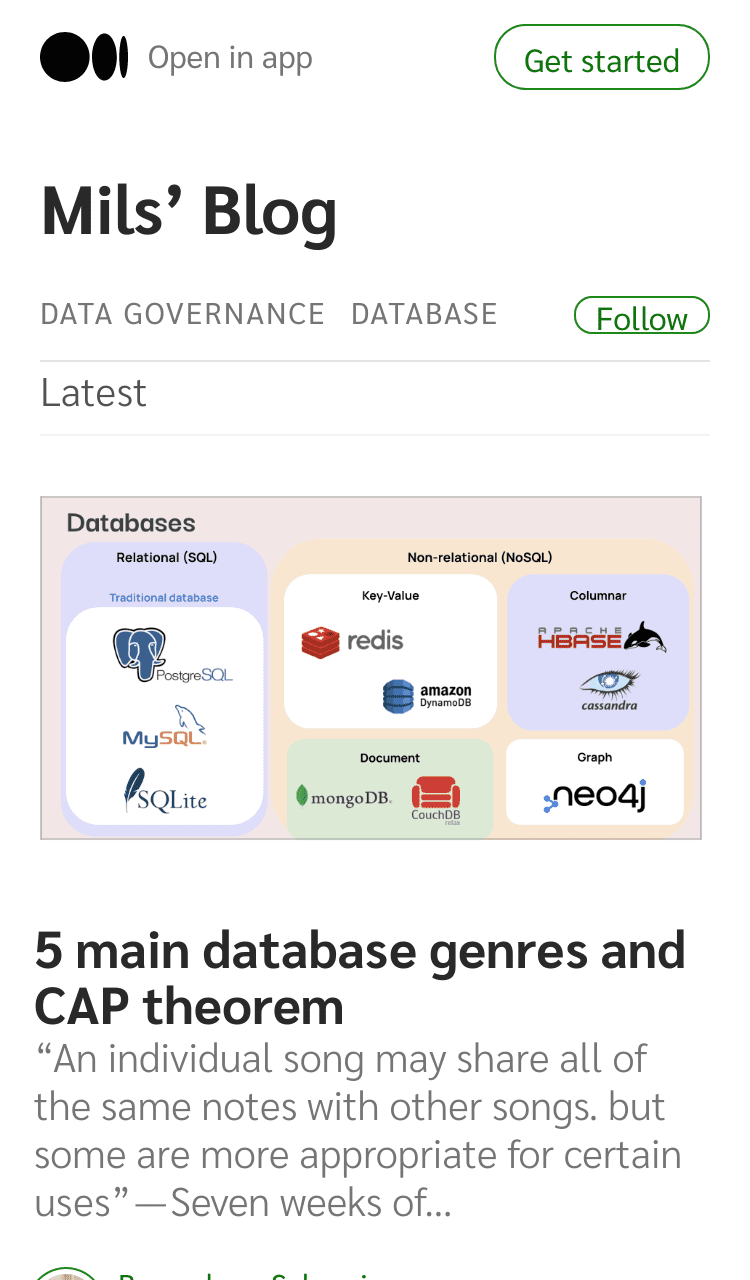 Open in app
Get started
Mils’ Blog
DATA GOVERNANCE DATABASE
Follow
Latest
Databases
Relational (SQL)
Traditional database
PostgreSQL
MySQL
SQLite
Non-relational (NoSQL)
Key-Value
redis
amazon
DynamoDB
Columnar
APACHE
HBASE
cassandra
Document
mongoDB
CouchDB
relax
Graph
neo4j
5 main database genres and
CAP theorem
“An individual song may share all of
the same notes with other songs. but
some are more appropriate for certain
uses” — Seven weeks of...